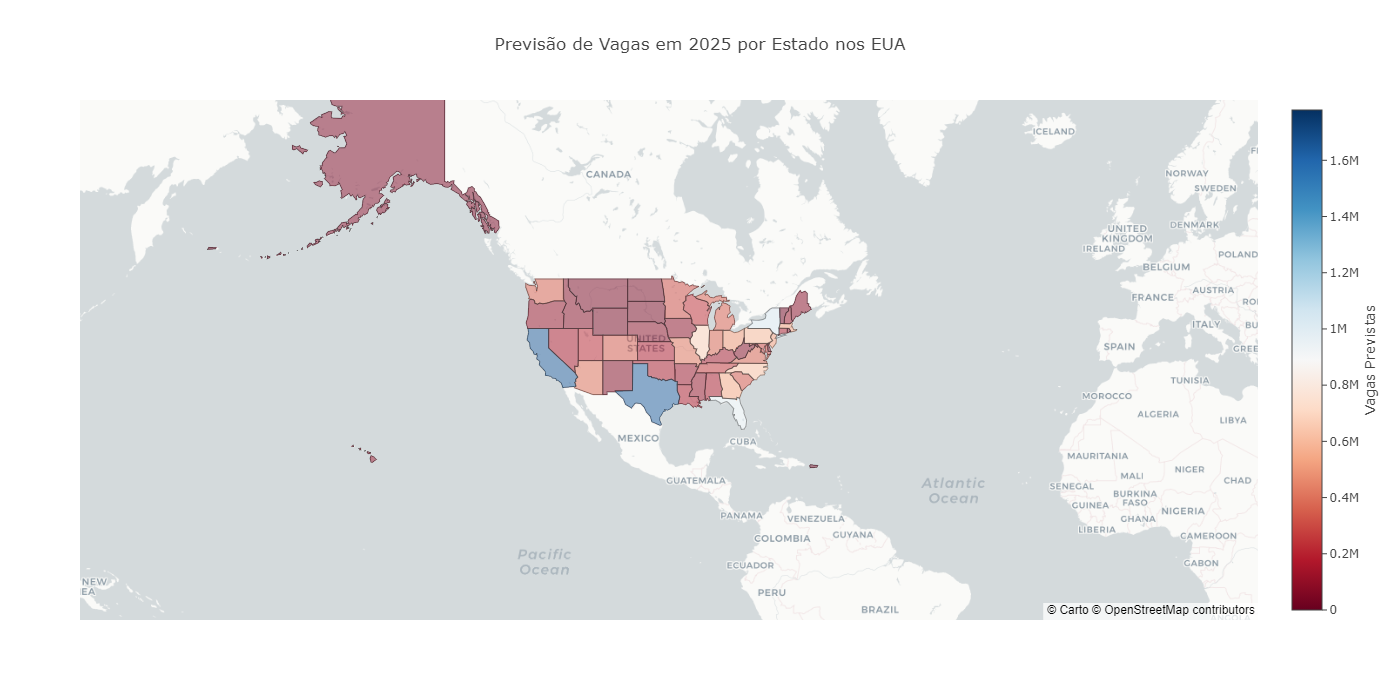 Previsão de Vagas em 2025 por Estado nos EUA
ICELAND
CANADA
NORWAY
SWEDEN
UNITED
KINGDOM
DENMARK
IRELAND
POLAND
BELGIUM
AUSTRIA
FRANCE
ITALY
SPAIN
UNITED
STATES
TUNISIA
MOROCCO
ALGERIA
LIBYA
MEXICO
CUBA
MAURITANIA
NIGER
MALI
CHAD
GUATEMALA
SENEGAL
Atlantic
Ocean
BURKINA
FASO
GUINEA
NIGERIA
GHANA
PANAMA
VENEZUELA
LIBERIA
COLOMBIA
GUYANA
CAMEROON
Pacific
Ocean
ECUADOR
GABON
NEW
EA
PERU
BRAZIL
© Carto © OpenStreetMap contributors
1.6M
1.4M
1.2M
1M
0.8M
0.6M
0.4M
0.2M
0
Vagas Previstas